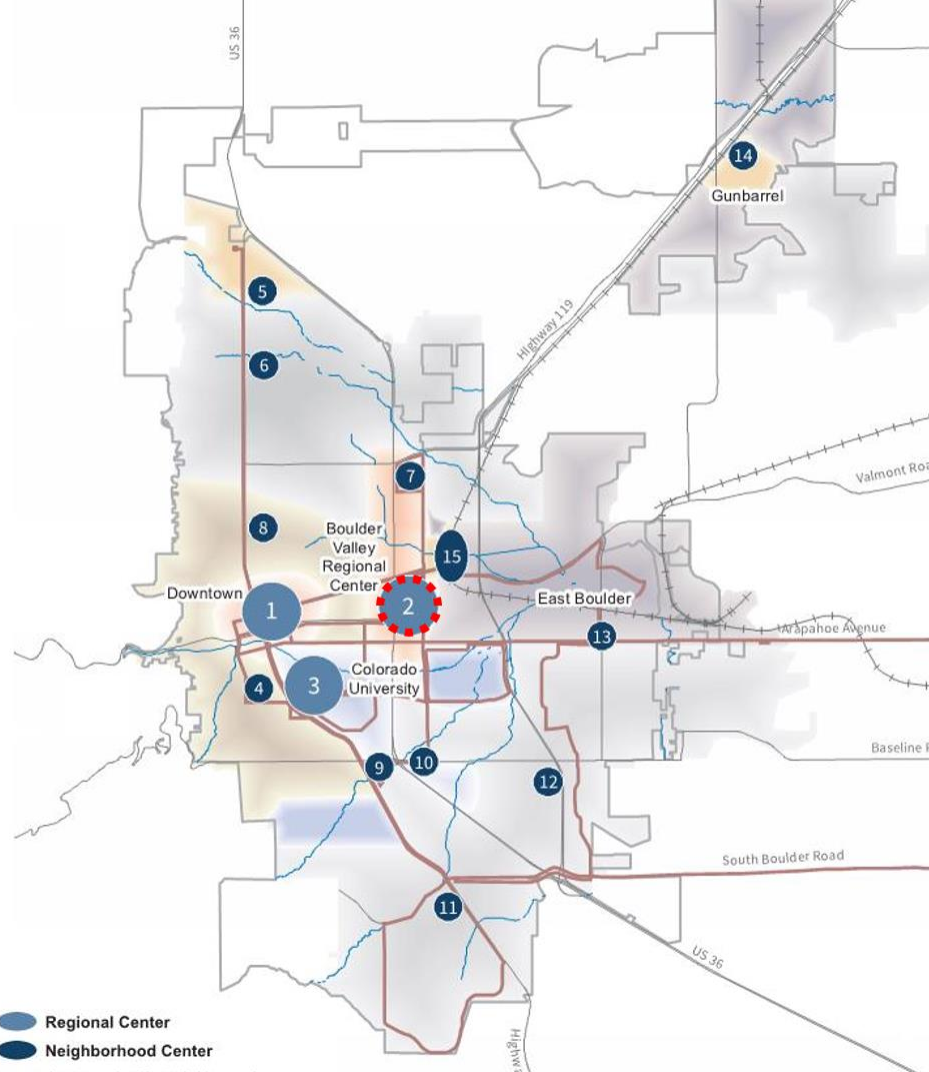 US 36
14
Gunbarrel
5
Highway 119
6
7
Valmont Roa
8
Boulder
Valley
Regional
Center
15
Downtown
1
2
East Boulder
13
Arapahoe Avenue
Colorado
University
3
4
9
10
Baseline R
12
South Boulder Road
11
US 36
Highw
Regional Center
Neighborhood Center